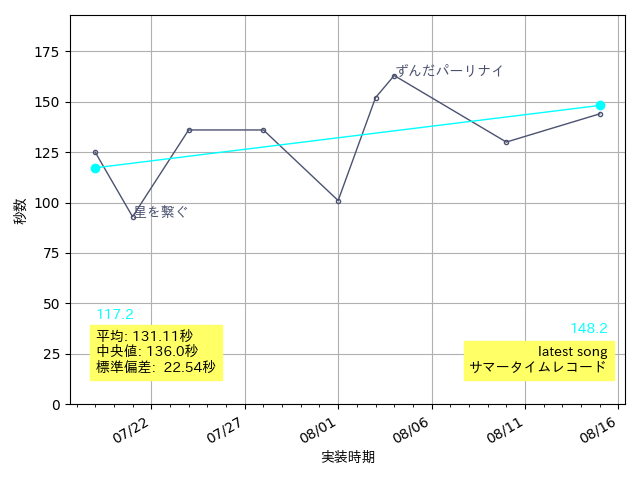 175
150
125
100
75
50
25
0
秒数
ずんだパーリナイ
星を繋ぐ
117.2
148.2
平均: 131.11秒
中央値: 136.0秒
標準偏差: 22.54秒
latest song
サマータイムレコード
07/22
07/27
08/01
08/06
08/11
08/16
実装時期